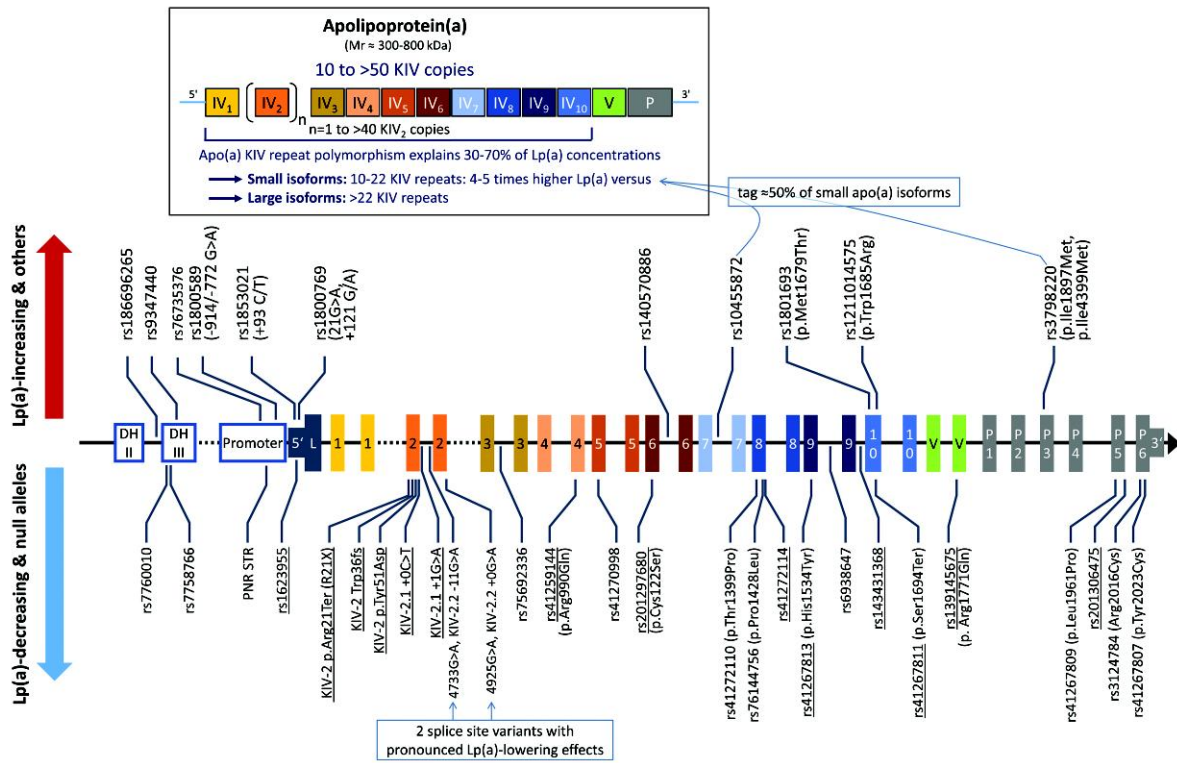 Apolipoprotein(a)
(Mr ≈ 300-800 kDa)
10 to >50 KIV copies
5' IV1 (IV2)n IV3 IV4 IV5 IV6 IV7 IV8 IV9 IV10 V P 3'
n=1 to >40 KIV2 copies
Apo(a) KIV repeat polymorphism explains 30-70% of Lp(a) concentrations
Small isoforms: 10-22 KIV repeats: 4-5 times higher Lp(a) versus
Large isoforms: >22 KIV repeats
tag ≈50% of small apo(a) isoforms
Lp(a)-increasing & others
rs186696265
rs9347440
rs76735376
rs1800589
(-914/-772 G>A)
rs1853021
(+93 C/T)
rs1800769
(121G>A,
+121 G/A)
rs140570886
rs10455872
rs1801693
(p.Met1679Thr)
rs1211014575
(p.Trp1685Arg)
rs3798220
(p.Ile1897Met,
p.Ile4399Met)
DH II DH III Promoter 5' L 1 1 2 2 3 3 4 4 5 5 6 6 7 7 8 8 9 9 10 10 V V P1 P2 P3 P4 P5 P6 3'
Lp(a)-decreasing & null alleles
rs7760010
rs7758766
PNR STR
rs1623955
KIV-2 p.Arg21Ter (R21X)
KIV-2 Trp36fs
KIV-2 p.Tyr51Asp
KIV-2.1 +0C>T
KIV-2.1 +1G>A
4733G>A, KIV-2.2 -11G>A
4925G>A, KIV-2.2 +0G>A
rs75692336
rs41259144
(p.Arg990Gln)
rs41270998
rs201297680
(p.Cys122Ser)
rs41272110 (p.Thr1399Pro)
rs76144756 (p.Pro1428Leu)
rs41272114
rs41267813 (p.His1534Tyr)
rs6938647
rs143431368
rs41267811 (p.Ser1694Ter)
rs139145675
(p. Arg1771Gln)
rs41267809 (p.Leu1961Pro)
rs201306475
rs3124784 (Arg2016Cys)
rs41267807 (p.Tyr2023Cys)
2 splice site variants with
pronounced Lp(a)-lowering effects